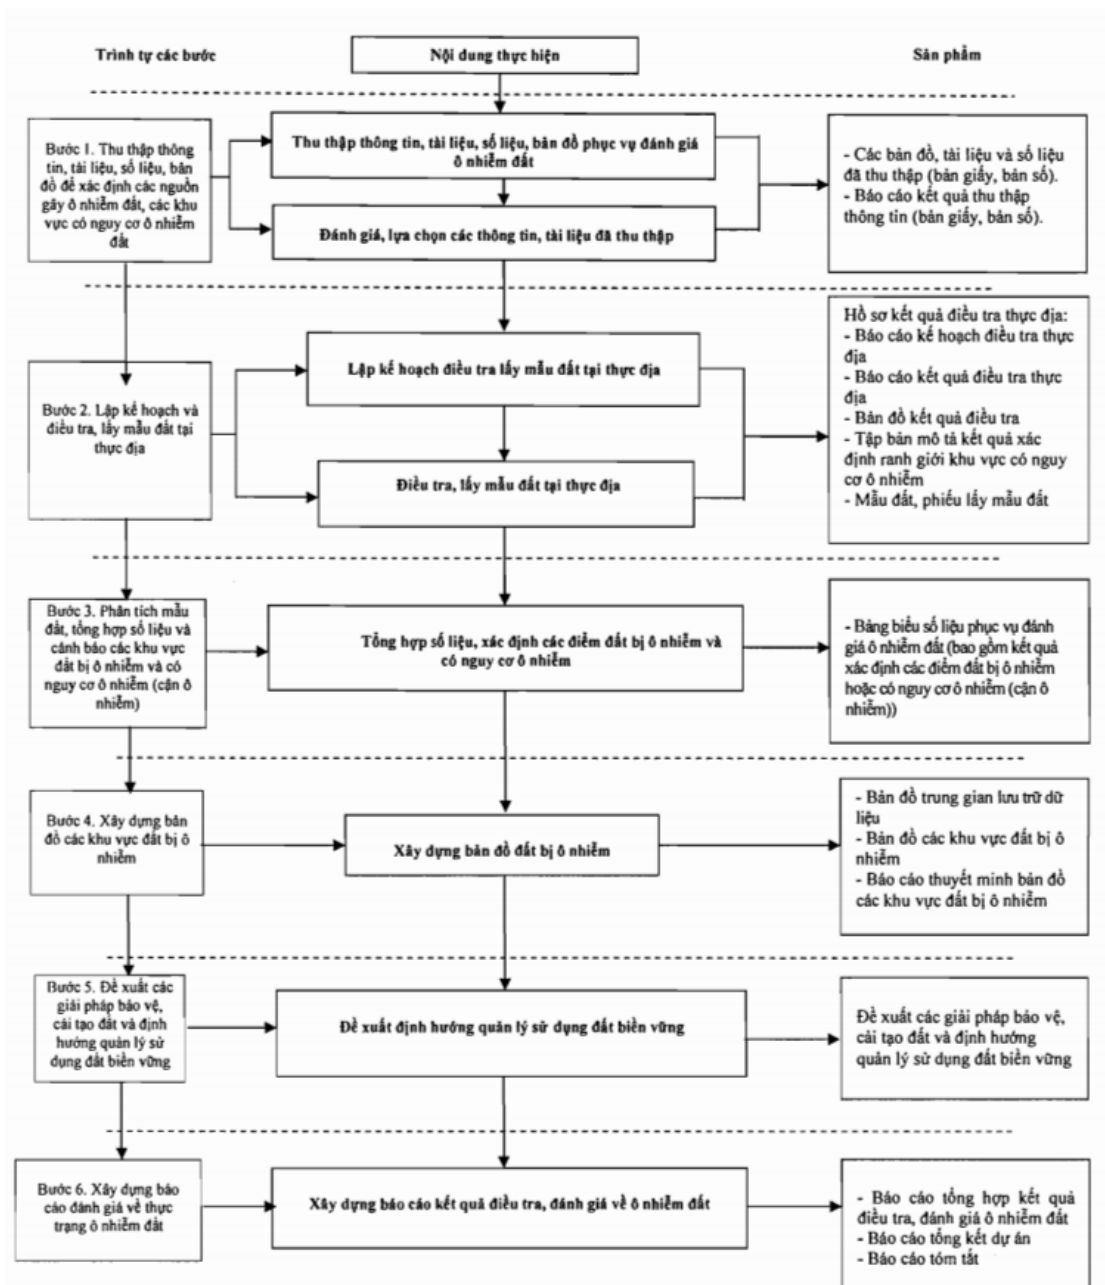 Trình tự các bước
Nội dung thực hiện
Sản phẩm
Bước 1. Thu thập thông
tin, tài liệu, số liệu, bản
đồ để xác định các nguồn
gây ô nhiễm đất, các khu
vực có nguy cơ ô nhiễm
đất
Thu thập thông tin, tài liệu, số liệu, bản đồ phục vụ đánh giá
ô nhiễm đất
Đánh giá, lựa chọn các thông tin, tài liệu đã thu thập
- Các bản đồ, tài liệu và số liệu
đã thu thập (bản giấy, bản số).
- Báo cáo kết quả thu thập
thông tin (bản giấy, bản số).
Bước 2. Lập kế hoạch và
điều tra, lấy mẫu đất tại
thực địa
Lập kế hoạch điều tra lấy mẫu đất tại thực địa
Điều tra, lấy mẫu đất tại thực địa
Hồ sơ kết quả điều tra thực địa:
- Báo cáo kế hoạch điều tra thực
địa
- Báo cáo kết quả điều tra thực
địa
- Bản đồ kết quả điều tra
- Tập bản mô tả kết quả xác
định ranh giới khu vực có nguy
cơ ô nhiễm
- Mẫu đất, phiếu lấy mẫu đất
Bước 3. Phân tích mẫu
đất, tổng hợp số liệu và
cảnh báo các khu vực
đất bị ô nhiễm và có
nguy cơ ô nhiễm (cận ô
nhiễm)
Tổng hợp số liệu, xác định các điểm đất bị ô nhiễm và
có nguy cơ ô nhiễm
- Bảng biểu số liệu phục vụ đánh
giá ô nhiễm đất (bao gồm kết quả
xác định các điểm đất bị ô nhiễm
hoặc có nguy cơ ô nhiễm (cận ô
nhiễm))
Bước 4. Xây dựng bản
đồ các khu vực đất bị ô
nhiễm
Xây dựng bản đồ đất bị ô nhiễm
- Bản đồ trung gian lưu trữ dữ
liệu
- Bản đồ các khu vực đất bị ô
nhiễm
- Báo cáo thuyết minh bản đồ
các khu vực đất bị ô nhiễm
Bước 5. Đề xuất các
giải pháp bảo vệ,
cải tạo đất và định
hướng quản lý sử
dụng đất biền vững
Đề xuất định hướng quản lý sử dụng đất biền vững
Đề xuất các giải pháp bảo vệ,
cải tạo đất và định hướng
quản lý sử dụng đất biền vững
Bước 6. Xây dựng báo
cáo đánh giá về thực
trạng ô nhiễm đất
Xây dựng báo cáo kết quả điều tra, đánh giá về ô nhiễm đất
- Báo cáo tổng hợp kết quả
điều tra, đánh giá ô nhiễm đất
- Báo cáo tổng kết dự án
- Báo cáo tóm tắt